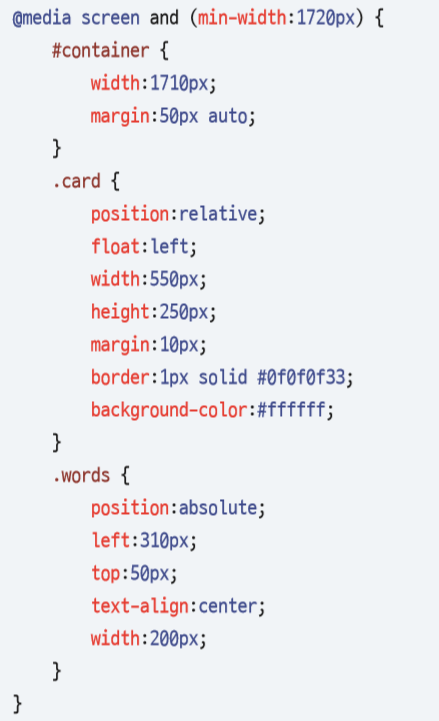 @media screen and (min-width:1720px) {
    #container {
        width:1710px;
        margin:50px auto;
    }
    .card {
        position:relative;
        float:left;
        width:550px;
        height:250px;
        margin:10px;
        border:1px solid #0f0f0f33;
        background-color:#ffffff;
    }
    .words {
        position:absolute;
        left:310px;
        top:50px;
        text-align:center;
        width:200px;
    }
}